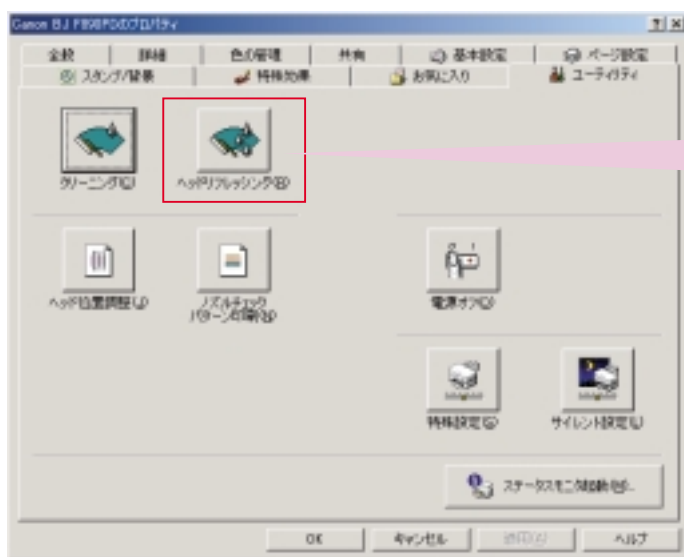 Canon BJ F890PDのプロパティ
全般 詳細 色の管理 共有 基本設定 ページ設定
スタンプ/背景 特殊効果 お気に入り ユーティリティ
クリーニング(C) ヘッドリフレッシング(R)
ヘッド位置調整(J) ノズルチェック
パターン印刷(N)
電源オフ(O)
特殊設定(S) サイレント設定(L)
ステータスモニタ起動(M)...
OK キャンセル 適用(A) ヘルプ